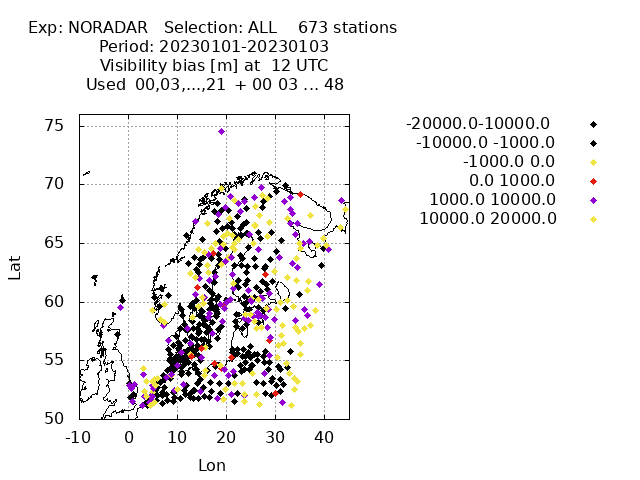 Exp: NORADAR Selection: ALL 673 stations
Period: 20230101-20230103
Visibility bias [m] at 12 UTC
Used 00,03,...,21 + 00 03 ... 48
-20000.0-10000.0
-10000.0 -1000.0
-1000.0 0.0
0.0 1000.0
1000.0 10000.0
10000.0 20000.0
75
70
65
60
55
50
Lat
-10 0 10 20 30 40
Lon